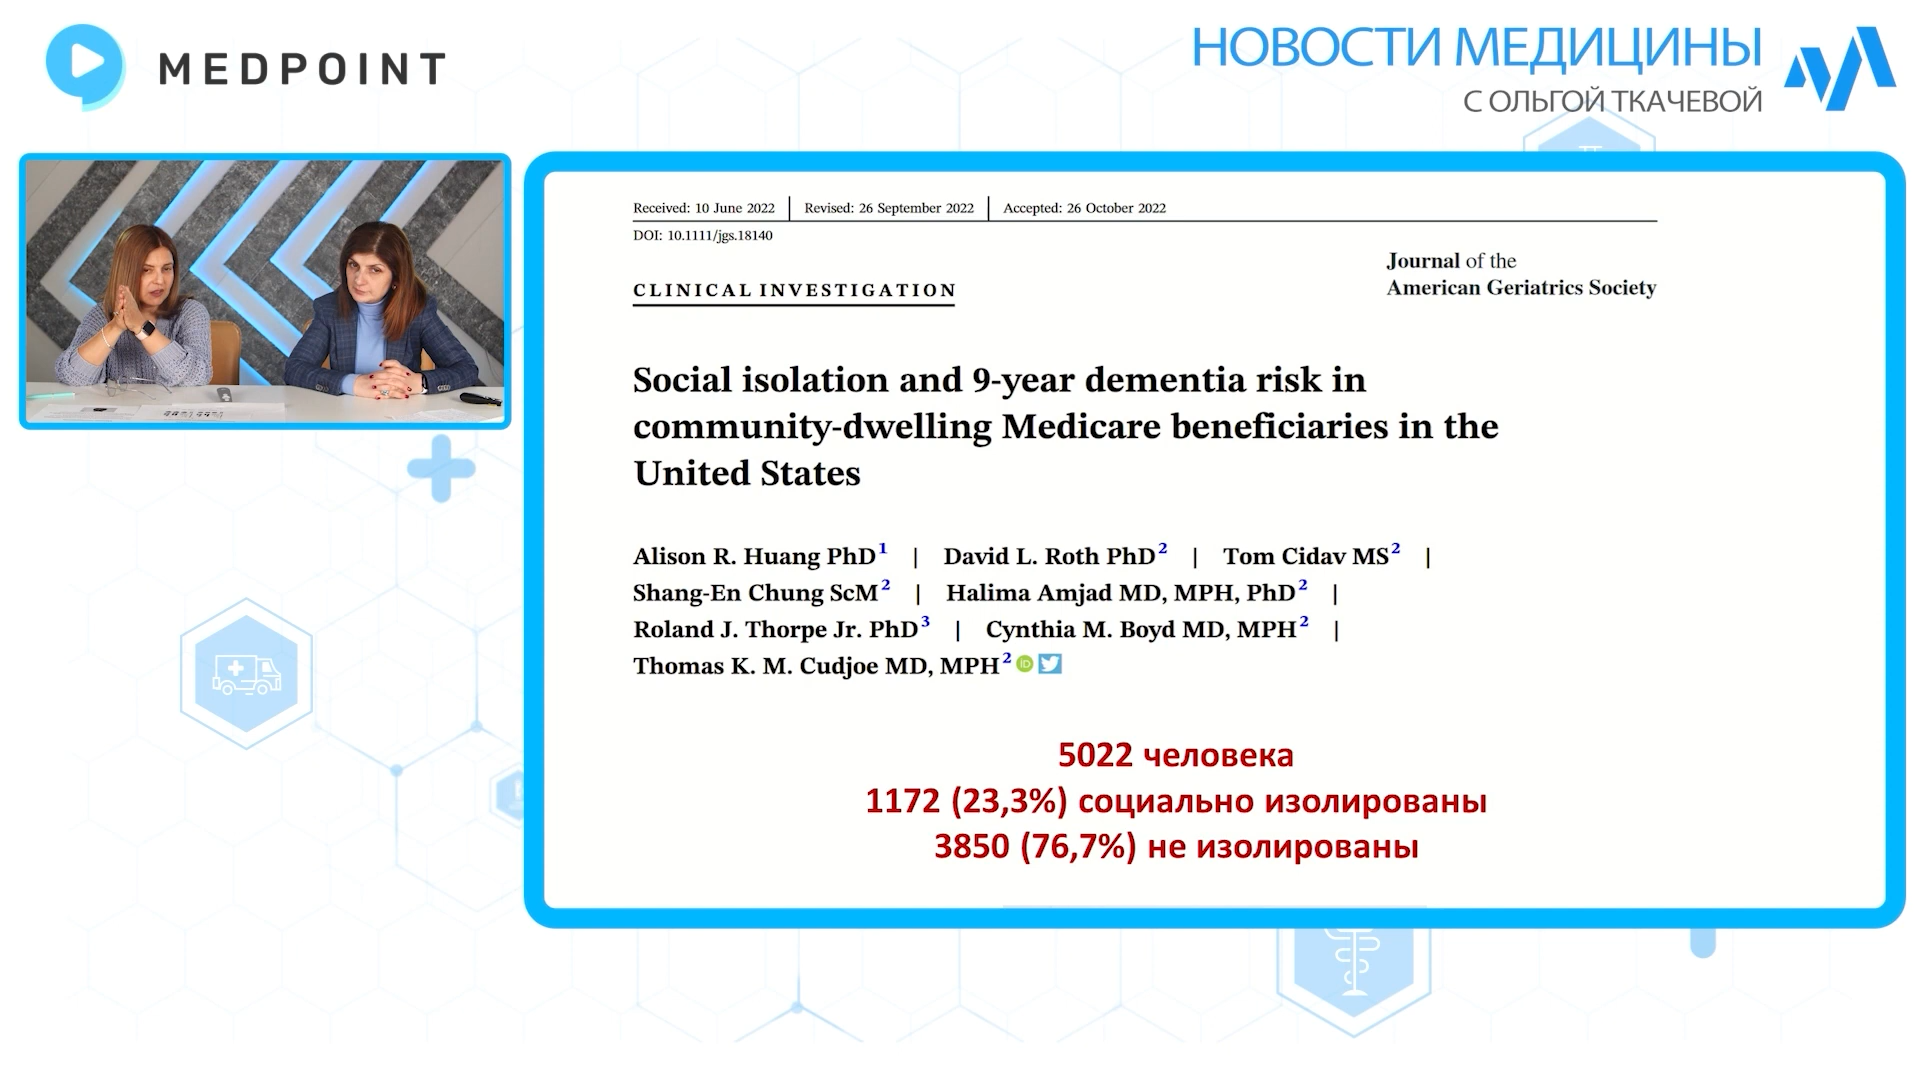 MEDPOINT
НОВОСТИ МЕДИЦИНЫ
С ОЛЬГОЙ ТКАЧЕВОЙ
Received: 10 June 2022 | Revised: 26 September 2022 | Accepted: 26 October 2022
DOI: 10.1111/jgs.18140
Journal of the
American Geriatrics Society
CLINICAL INVESTIGATION
Social isolation and 9-year dementia risk in
community-dwelling Medicare beneficiaries in the
United States
Alison R. Huang PhD1 | David L. Roth PhD2 | Tom Cidav MS2 |
Shang-En Chung ScM2 | Halima Amjad MD, MPH, PhD2 |
Roland J. Thorpe Jr. PhD3 | Cynthia M. Boyd MD, MPH2 |
Thomas K. M. Cudjoe MD, MPH2 iD
5022 человека
1172 (23,3%) социально изолированы
3850 (76,7%) не изолированы